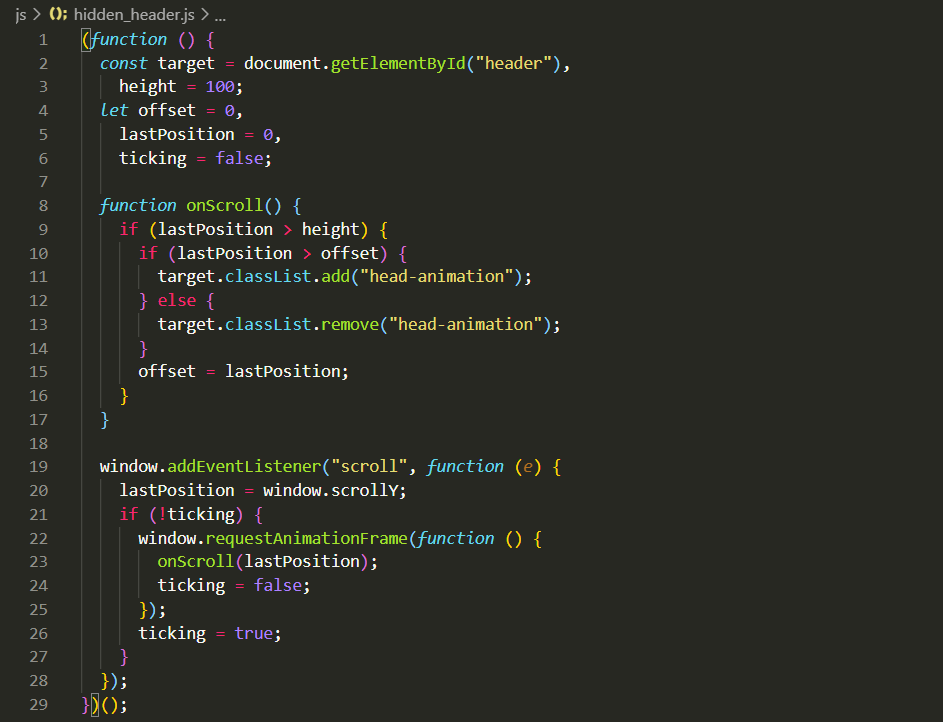 js > hidden_header.js > ...
1 (function () {
2   const target = document.getElementById("header"),
3     height = 100;
4   let offset = 0,
5     lastPosition = 0,
6     ticking = false;
7
8   function onScroll() {
9     if (lastPosition > height) {
10       if (lastPosition > offset) {
11         target.classList.add("head-animation");
12       } else {
13         target.classList.remove("head-animation");
14       }
15       offset = lastPosition;
16     }
17   }
18
19   window.addEventListener("scroll", function (e) {
20     lastPosition = window.scrollY;
21     if (!ticking) {
22       window.requestAnimationFrame(function () {
23         onScroll(lastPosition);
24         ticking = false;
25       });
26       ticking = true;
27     }
28   });
29 })();